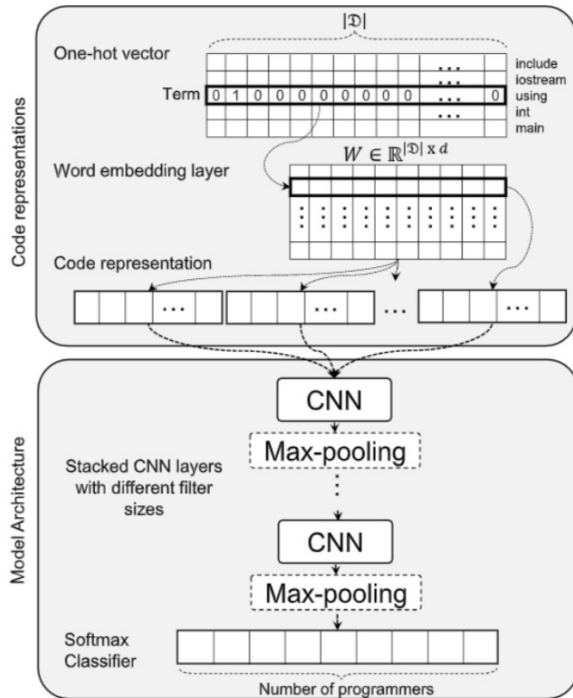 |𝔇|
One-hot vector
include
iostream
Term 0 1 0 0 0 0 0 0 0 0 ... 0 using
int
main
W ∈ ℝ^{|𝔇| x d}
Word embedding layer
Code representation
... ... ... ...
Code representations
CNN
Max-pooling
Stacked CNN layers
with different filter
sizes
CNN
Max-pooling
Softmax
Classifier
Number of programmers
Model Architecture